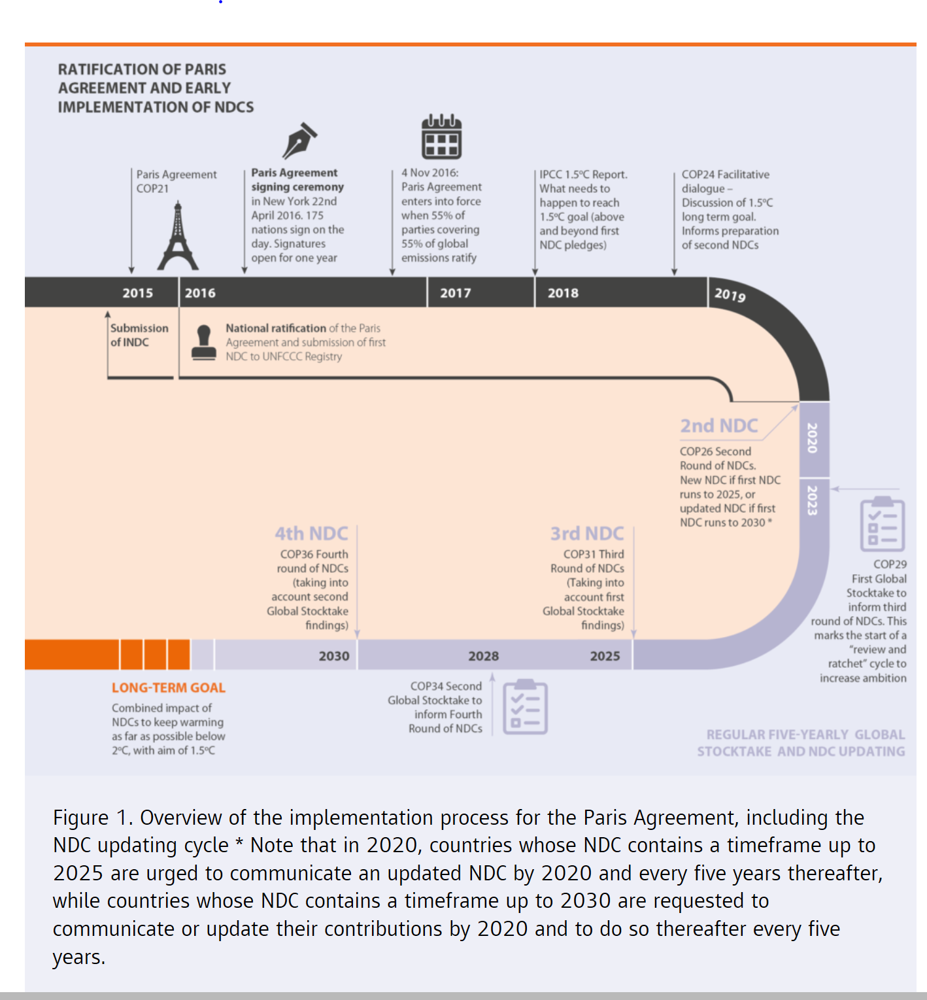 RATIFICATION OF PARIS
AGREEMENT AND EARLY
IMPLEMENTATION OF NDCS
Paris Agreement
COP21
Paris Agreement
signing ceremony
in New York 22nd
April 2016. 175
nations sign on the
day. Signatures
open for one year
4 Nov 2016:
Paris Agreement
enters into force
when 55% of
parties covering
55% of global
emissions ratify
IPCC 1.5ºC Report.
What needs to
happen to reach
1.5ºC goal (above
and beyond first
NDC pledges)
COP24 Facilitative
dialogue –
Discussion of 1.5ºC
long term goal.
Informs preparation
of second NDCs
2015
2016
2017
2018
2019
Submission
of INDC
National ratification of the Paris
Agreement and submission of first
NDC to UNFCCC Registry
2nd NDC
COP26 Second
Round of NDCs.
New NDC if first NDC
runs to 2025, or
updated NDC if first
NDC runs to 2030 *
2020
2023
COP29
First Global
Stocktake to
inform third
round of NDCs. This
marks the start of a
“review and
ratchet” cycle to
increase ambition
3rd NDC
COP31 Third
Round of NDCs
(Taking into
account first
Global Stocktake
findings)
4th NDC
COP36 Fourth
round of NDCs
(taking into
account second
Global Stocktake
findings)
2030
2028
2025
LONG-TERM GOAL
Combined impact of
NDCs to keep warming
as far as possible below
2ºC, with aim of 1.5ºC
COP34 Second
Global Stocktake to
inform Fourth
Round of NDCs
REGULAR FIVE-YEARLY GLOBAL
STOCKTAKE AND NDC UPDATING
Figure 1. Overview of the implementation process for the Paris Agreement, including the
NDC updating cycle * Note that in 2020, countries whose NDC contains a timeframe up to
2025 are urged to communicate an updated NDC by 2020 and every five years thereafter,
while countries whose NDC contains a timeframe up to 2030 are requested to
communicate or update their contributions by 2020 and to do so thereafter every five
years.